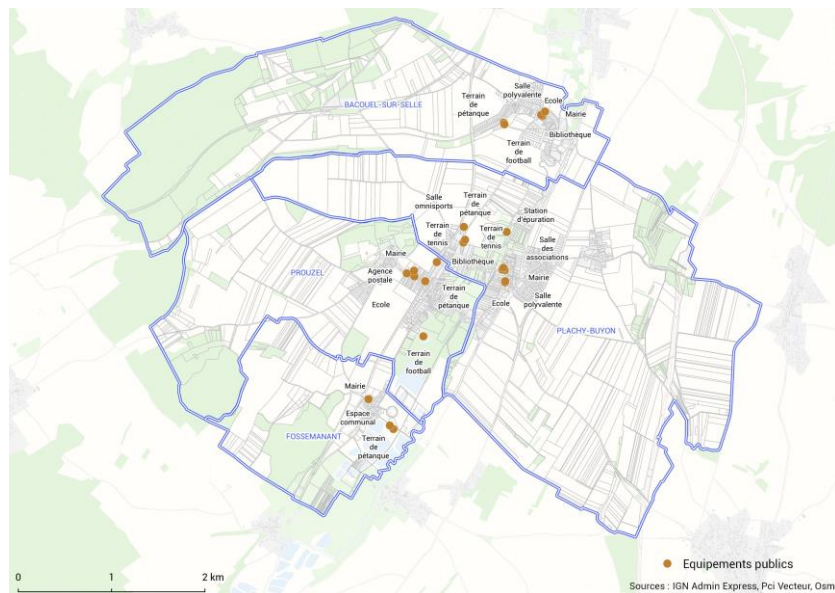 Salle
polyvalente
Ecole
Terrain
de
pétanque
Mairie
BACOUEL-SUR-SELLE
Bibliothèque
Terrain
de
football
Salle
omnisports
Terrain
de
pétanque
Station
d'épuration
Terrain
de
tennis
Terrain
de
tennis
Salle
des
associations
Mairie
Bibliothèque
PROUZEL
Agence
postale
Mairie
Ecole
Terrain
de
pétanque
Ecole
Salle
polyvalente
PLACHY-BUYON
Terrain
de
football
Mairie
Espace
communal
FOSSEMANANT
Terrain
de
pétanque
Equipements publics
0 1 2 km
Sources : IGN Admin Express, Pci Vecteur, Osm